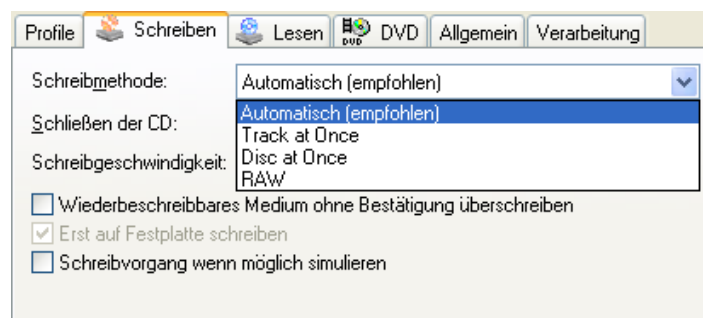 Profile Schreiben Lesen DVD DVD Allgemein Verarbeitung
Schreibmethode: Automatisch (empfohlen)
Automatisch (empfohlen)
Schließen der CD:
Track at Once
Schreibgeschwindigkeit: Disc at Once
RAW
Wiederbeschreibbares Medium ohne Bestätigung überschreiben
Erst auf Festplatte schreiben
Schreibvorgang wenn möglich simulieren